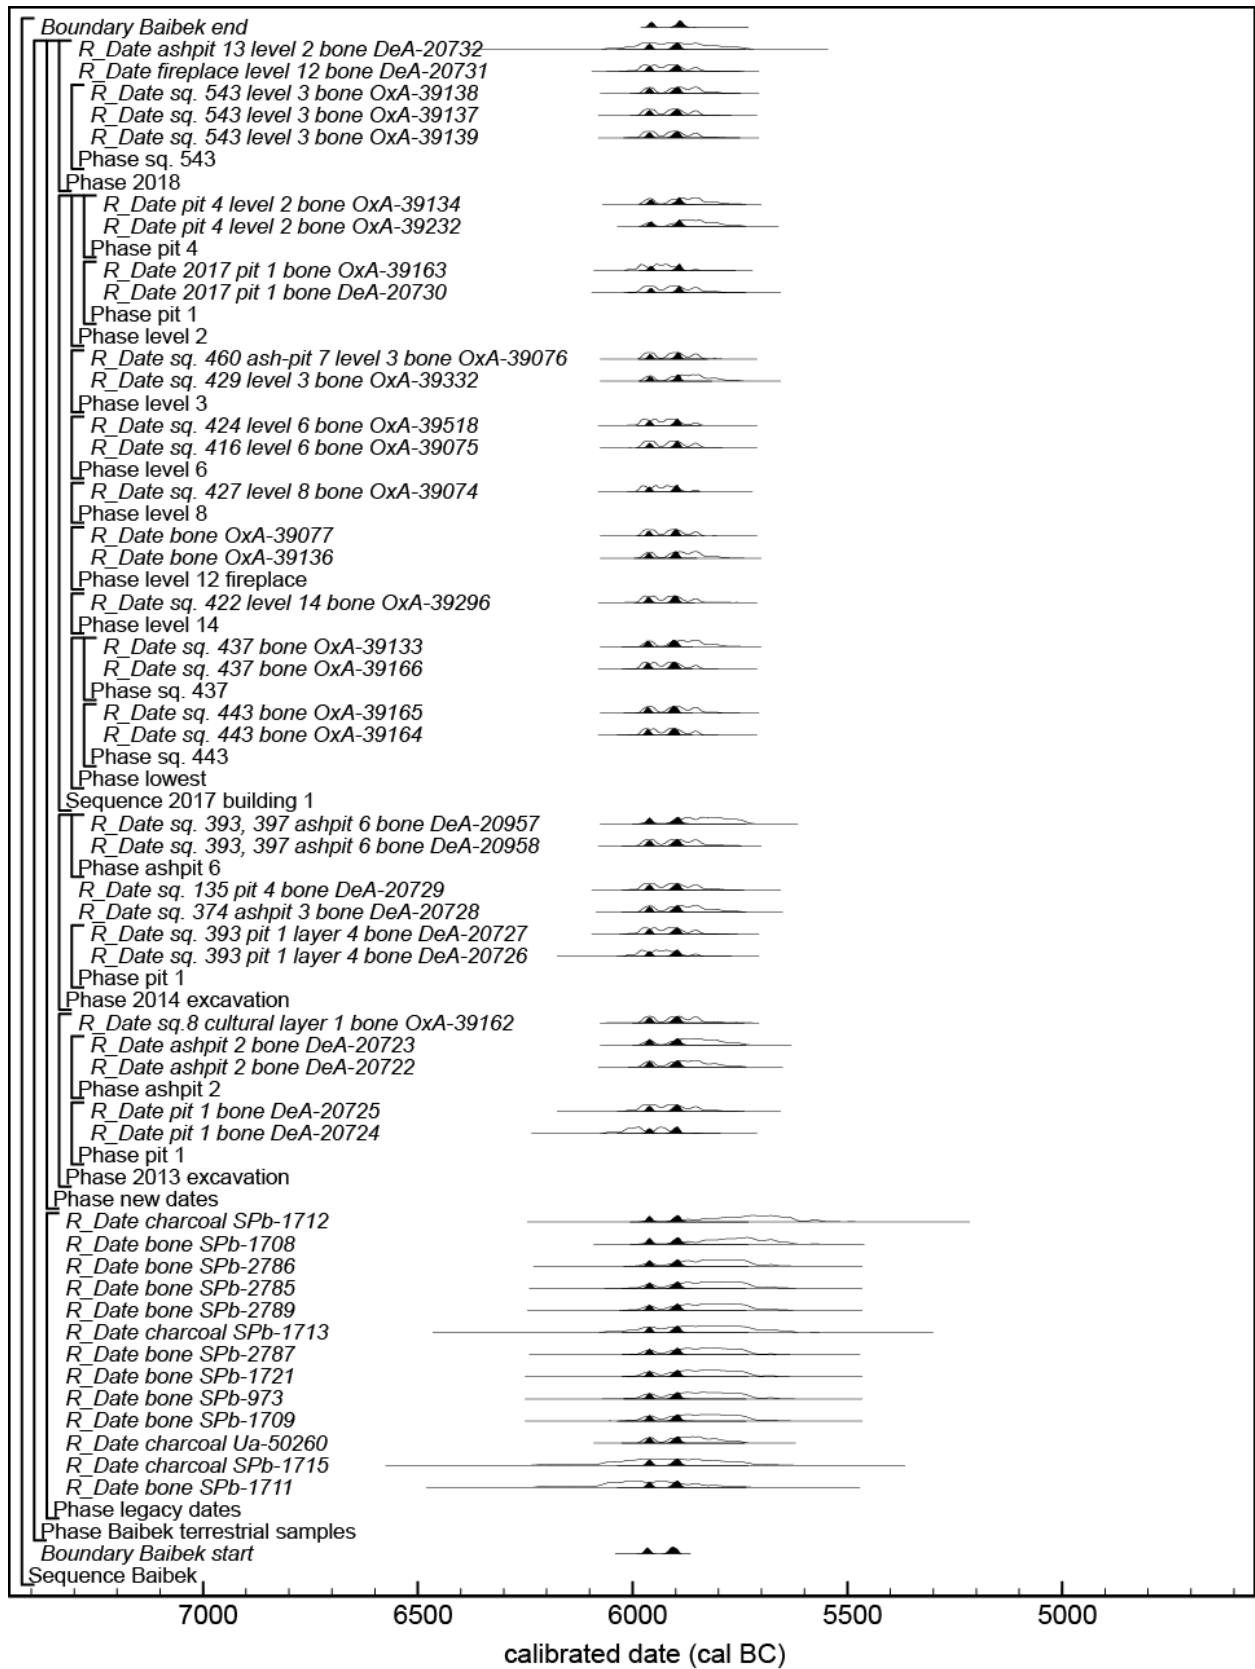 Boundary Baibek end
R_Date ashpit 13 level 2 bone DeA-20732
R_Date fireplace level 12 bone DeA-20731
R_Date sq. 543 level 3 bone OxA-39138
R_Date sq. 543 level 3 bone OxA-39137
R_Date sq. 543 level 3 bone OxA-39139
Phase sq. 543
Phase 2018
R_Date pit 4 level 2 bone OxA-39134
R_Date pit 4 level 2 bone OxA-39232
Phase pit 4
R_Date 2017 pit 1 bone OxA-39163
R_Date 2017 pit 1 bone DeA-20730
Phase pit 1
Phase level 2
R_Date sq. 460 ash-pit 7 level 3 bone OxA-39076
R_Date sq. 429 level 3 bone OxA-39332
Phase level 3
R_Date sq. 424 level 6 bone OxA-39518
R_Date sq. 416 level 6 bone OxA-39075
Phase level 6
R_Date sq. 427 level 8 bone OxA-39074
Phase level 8
R_Date bone OxA-39077
R_Date bone OxA-39136
Phase level 12 fireplace
R_Date sq. 422 level 14 bone OxA-39296
Phase level 14
R_Date sq. 437 bone OxA-39133
R_Date sq. 437 bone OxA-39166
Phase sq. 437
R_Date sq. 443 bone OxA-39165
R_Date sq. 443 bone OxA-39164
Phase sq. 443
Phase lowest
Sequence 2017 building 1
R_Date sq. 393, 397 ashpit 6 bone DeA-20957
R_Date sq. 393, 397 ashpit 6 bone DeA-20958
Phase ashpit 6
R_Date sq. 135 pit 4 bone DeA-20729
R_Date sq. 374 ashpit 3 bone DeA-20728
R_Date sq. 393 pit 1 layer 4 bone DeA-20727
R_Date sq. 393 pit 1 layer 4 bone DeA-20726
Phase pit 1
Phase 2014 excavation
R_Date sq.8 cultural layer 1 bone OxA-39162
R_Date ashpit 2 bone DeA-20723
R_Date ashpit 2 bone DeA-20722
Phase ashpit 2
R_Date pit 1 bone DeA-20725
R_Date pit 1 bone DeA-20724
Phase pit 1
Phase 2013 excavation
Phase new dates
R_Date charcoal SPb-1712
R_Date bone SPb-1708
R_Date bone SPb-2786
R_Date bone SPb-2785
R_Date bone SPb-2789
R_Date charcoal SPb-1713
R_Date bone SPb-2787
R_Date bone SPb-1721
R_Date bone SPb-973
R_Date bone SPb-1709
R_Date charcoal Ua-50260
R_Date charcoal SPb-1715
R_Date bone SPb-1711
Phase legacy dates
Phase Baibek terrestrial samples
Boundary Baibek start
Sequence Baibek
7000 6500 6000 5500 5000
calibrated date (cal BC)